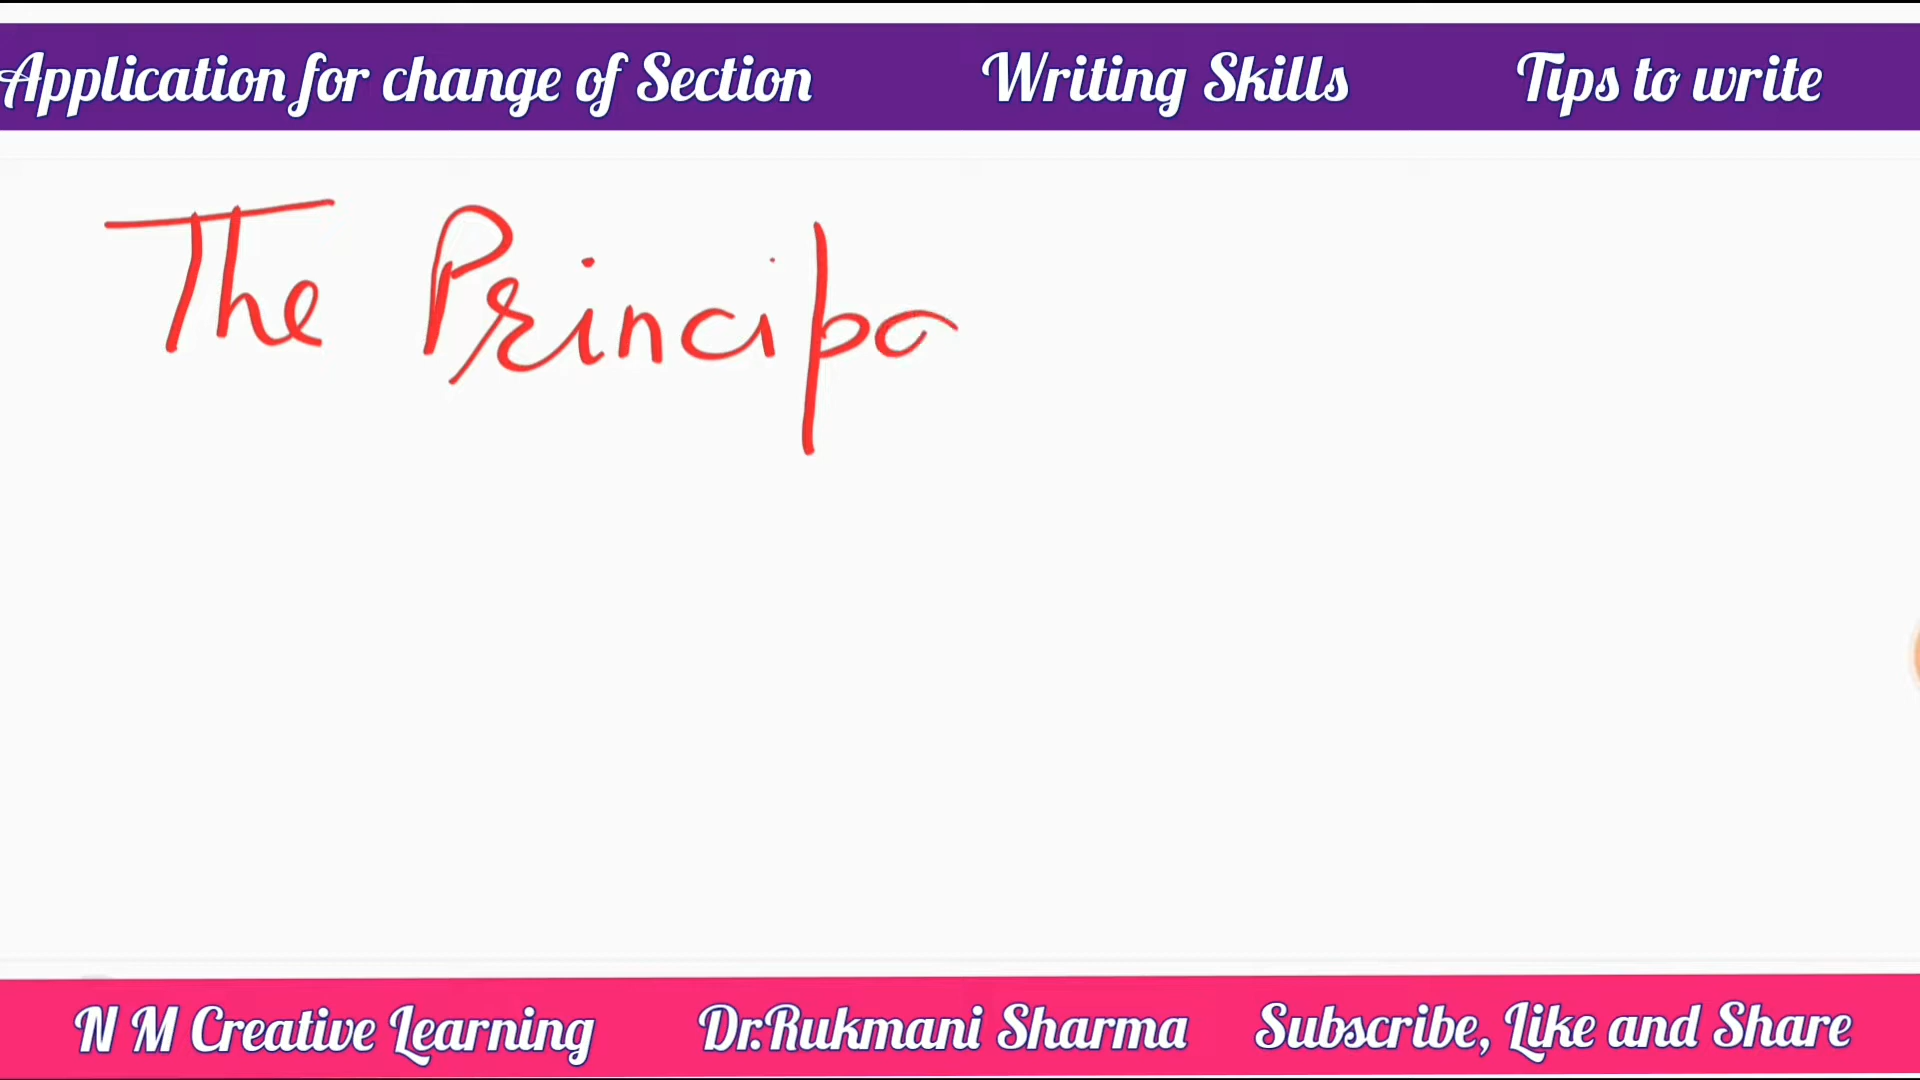 Application for change of Section Writing Skills Tips to write
The Principa
N M Creative Learning Dr.Rukmani Sharma Subscribe, Like and Share